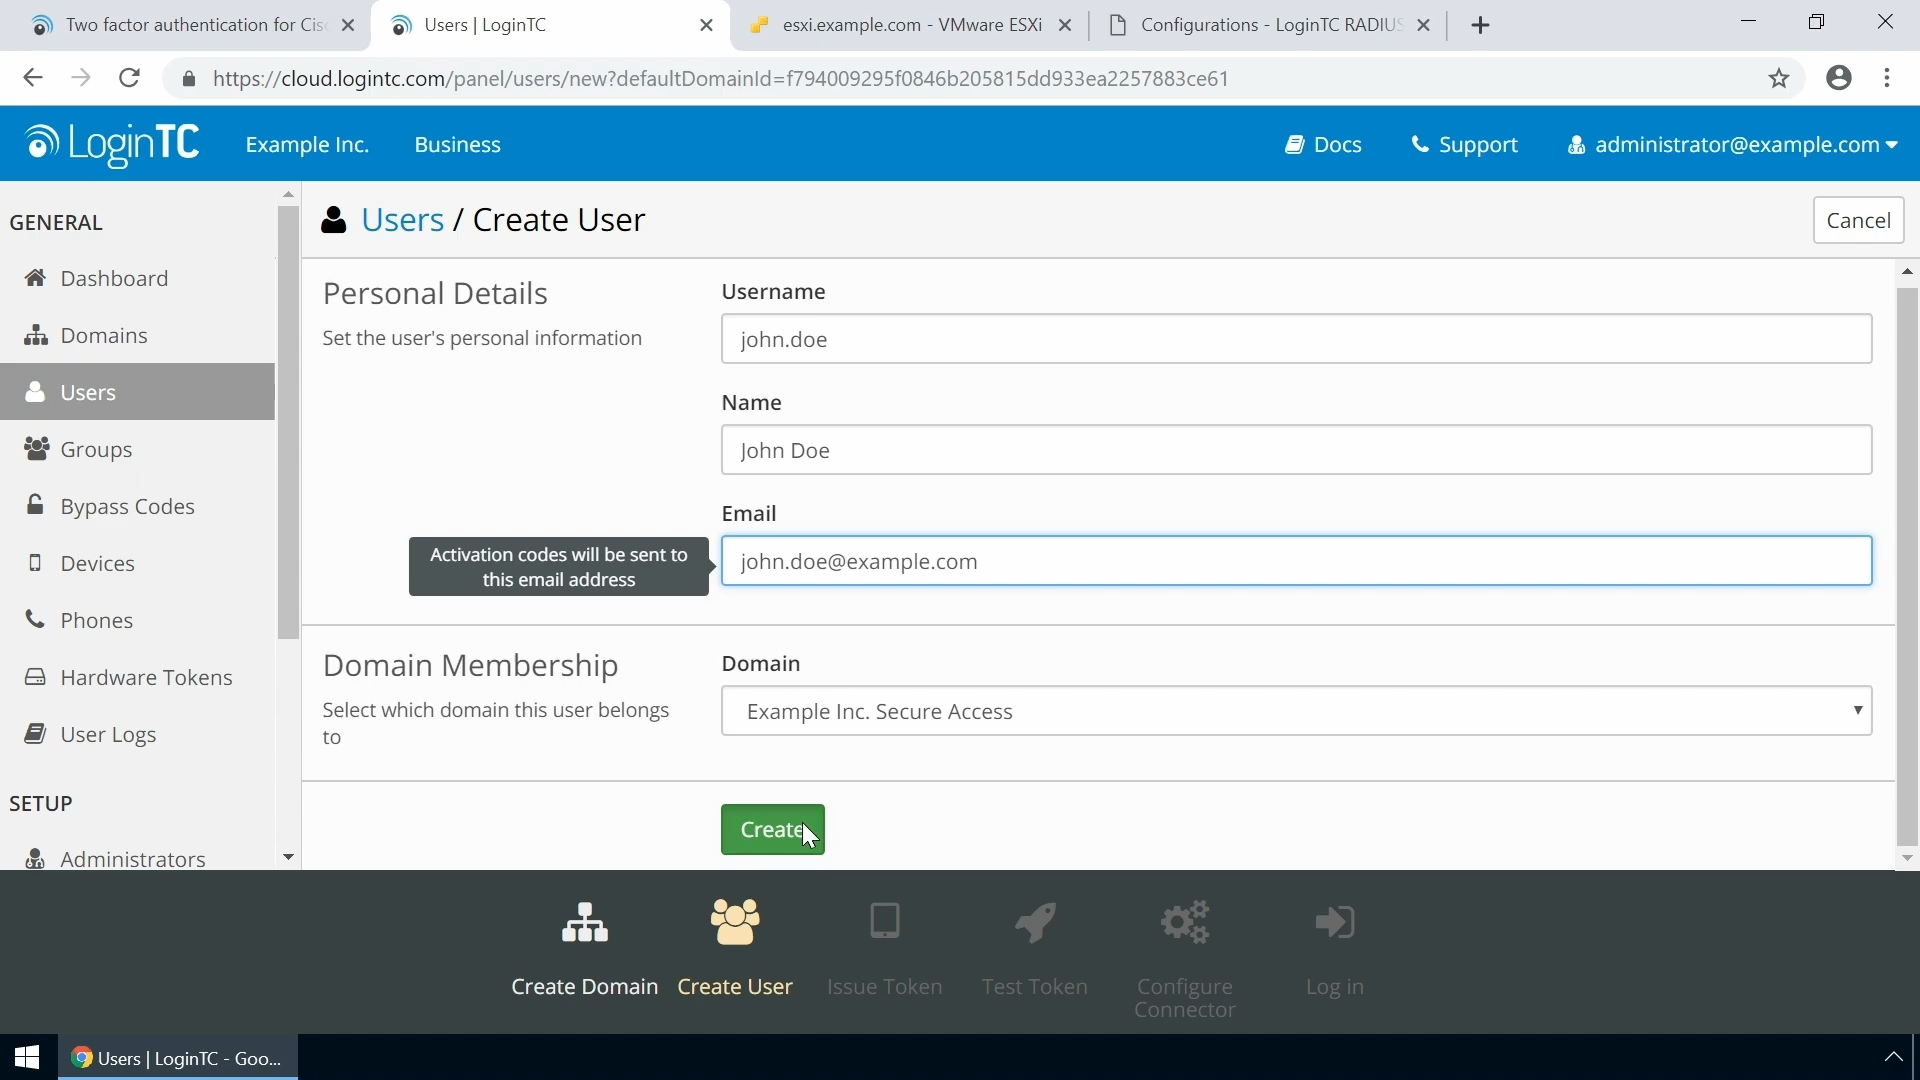 Two factor authentication for Cis
Users | LoginTC
esxi.example.com - VMware ESXi
Configurations - LoginTC RADIUS
https://cloud.logintc.com/panel/users/new?defaultDomainId=f794009295f0846b205815dd933ea2257883ce61
LoginTC
Example Inc.
Business
Docs
Support
administrator@example.com
GENERAL
Dashboard
Domains
Users
Groups
Bypass Codes
Devices
Phones
Hardware Tokens
User Logs
SETUP
Administrators
Users / Create User
Cancel
Personal Details
Set the user's personal information
Username
john.doe
Name
John Doe
Email
Activation codes will be sent to
this email address
john.doe@example.com
Domain Membership
Select which domain this user belongs
to
Domain
Example Inc. Secure Access
Create
Create Domain
Create User
Issue Token
Test Token
Configure
Connector
Log in
Users | LoginTC - Goo...